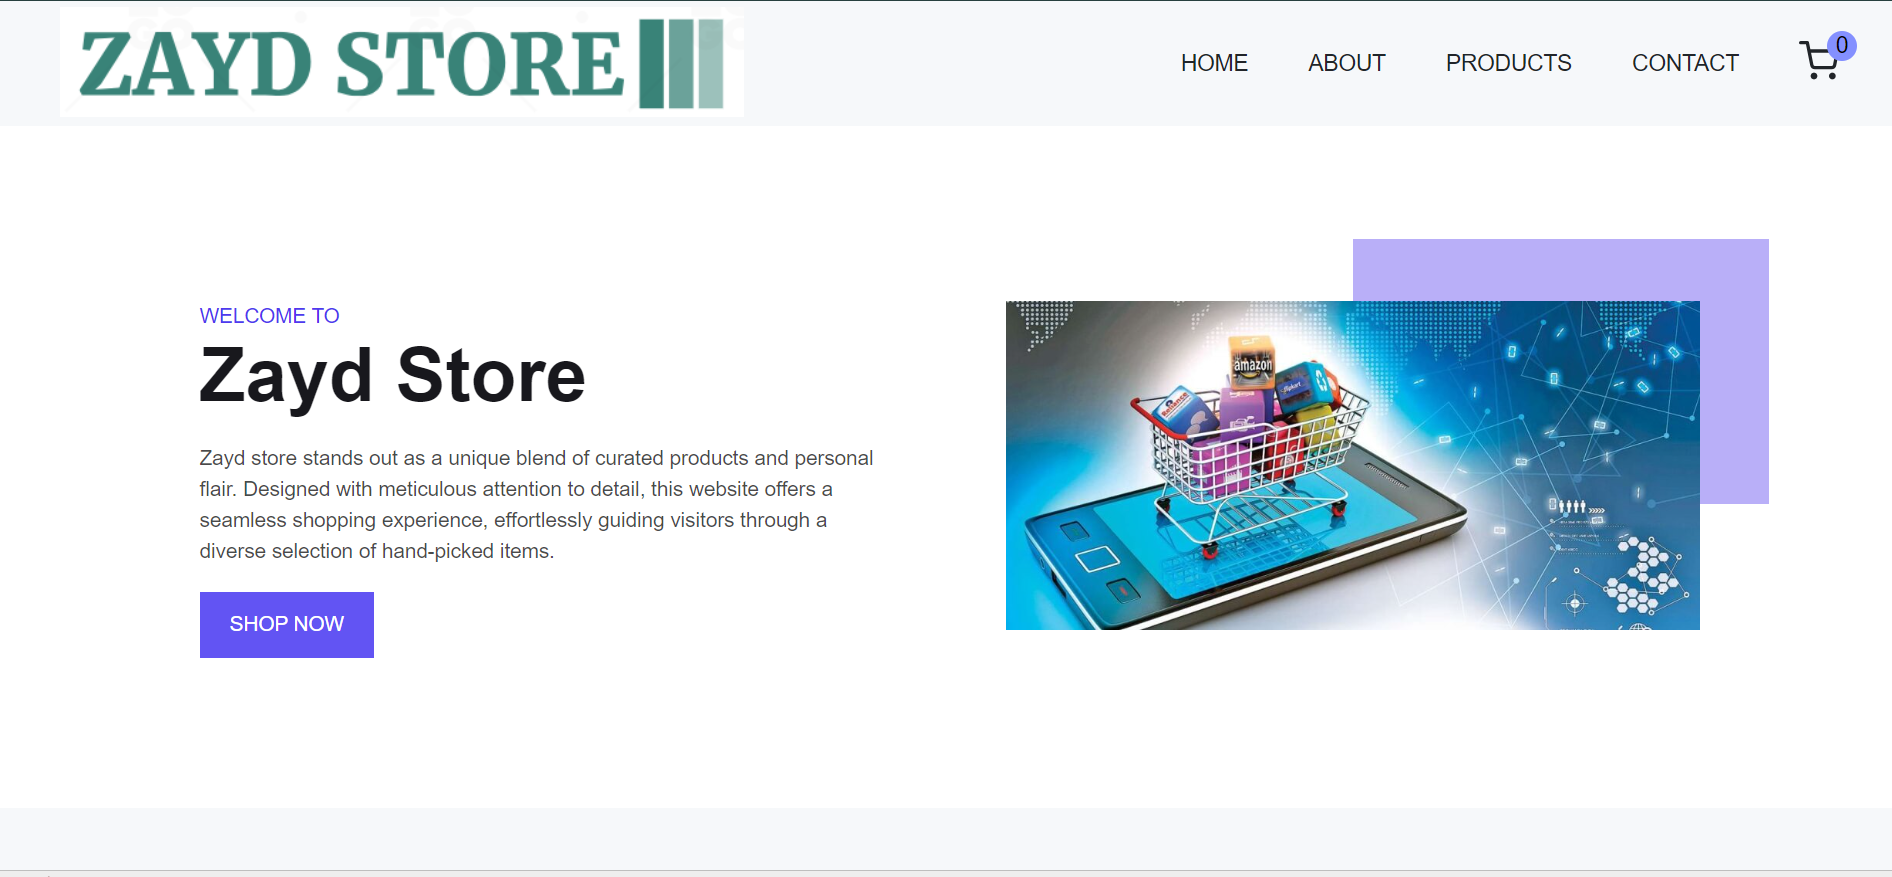 ZAYD STORE
HOME
ABOUT
PRODUCTS
CONTACT
0
WELCOME TO
Zayd Store
Zayd store stands out as a unique blend of curated products and personal
flair. Designed with meticulous attention to detail, this website offers a
seamless shopping experience, effortlessly guiding visitors through a
diverse selection of hand-picked items.
SHOP NOW
amazon
flipkart
Reliance